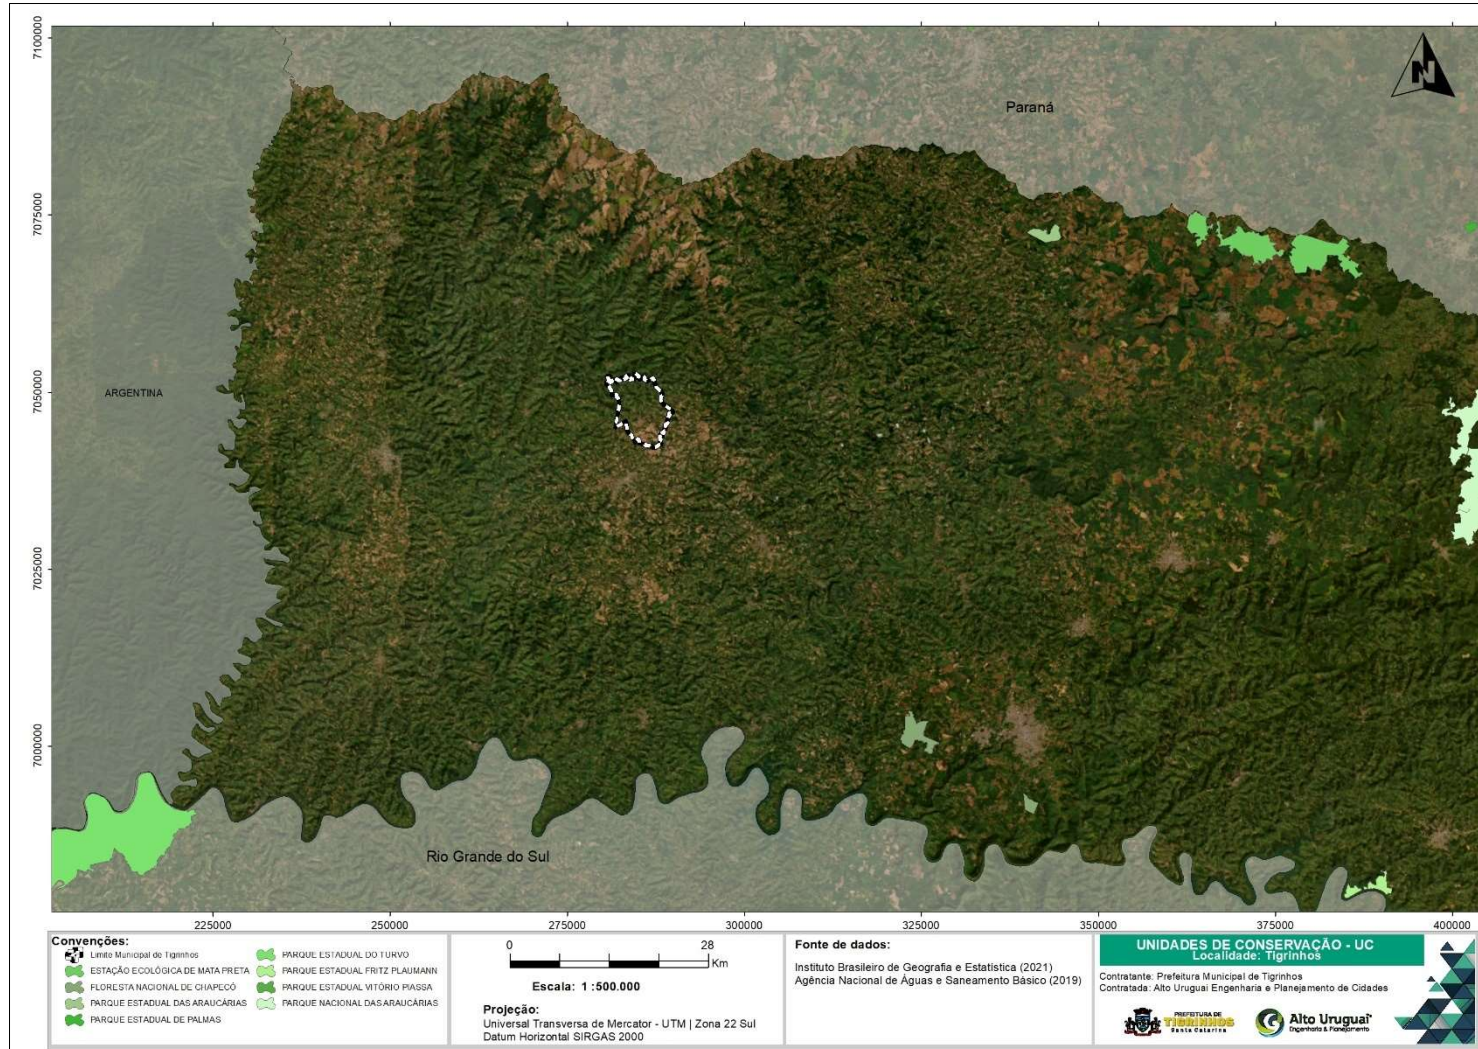 7100000
7075000
7050000
7025000
7000000
N
Paraná
ARGENTINA
Rio Grande do Sul
225000
250000
275000
300000
325000
350000
375000
400000
Convenções:
Limite Municipal de Tigrinhos
ESTAÇÃO ECOLÓGICA DE MATA PRETA
FLORESTA NACIONAL DE CHAPECÓ
PARQUE ESTADUAL DAS ARAUCÁRIAS
PARQUE ESTADUAL DE PALMAS
PARQUE ESTADUAL DO TURVO
PARQUE ESTADUAL FRITZ PLAUMANN
PARQUE ESTADUAL VITÓRIO PIASSA
PARQUE NACIONAL DAS ARAUCÁRIAS
0 28
Km
Escala: 1 :500.000
Projeção:
Universal Transversa de Mercator - UTM | Zona 22 Sul
Datum Horizontal SIRGAS 2000
Fonte de dados:
Instituto Brasileiro de Geografia e Estatística (2021)
Agência Nacional de Águas e Saneamento Básico (2019)
UNIDADES DE CONSERVAÇÃO - UC
Localidade: Tigrinhos
Contratante: Prefeitura Municipal de Tigrinhos
Contratada: Alto Uruguai Engenharia e Planejamento de Cidades
PREFEITURA DE
TIGRINHOS
Santa Catarina
Alto Uruguai
Engenharia & Planejamento